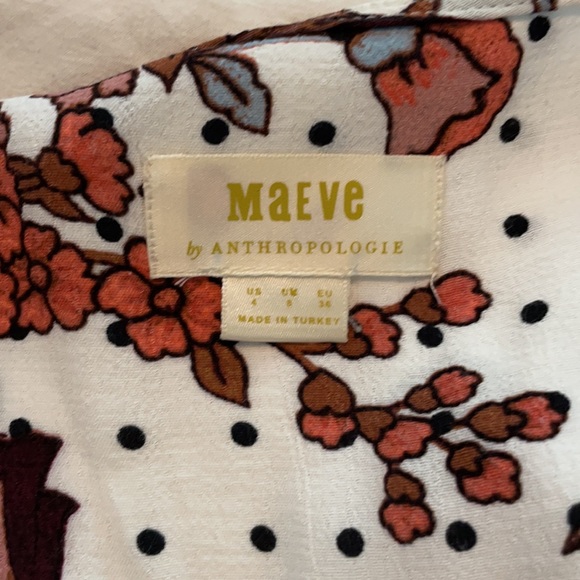 MaEVe
by ANTHROPOLOGIE
US UK EU
4 8 36
MADE IN TURKEY